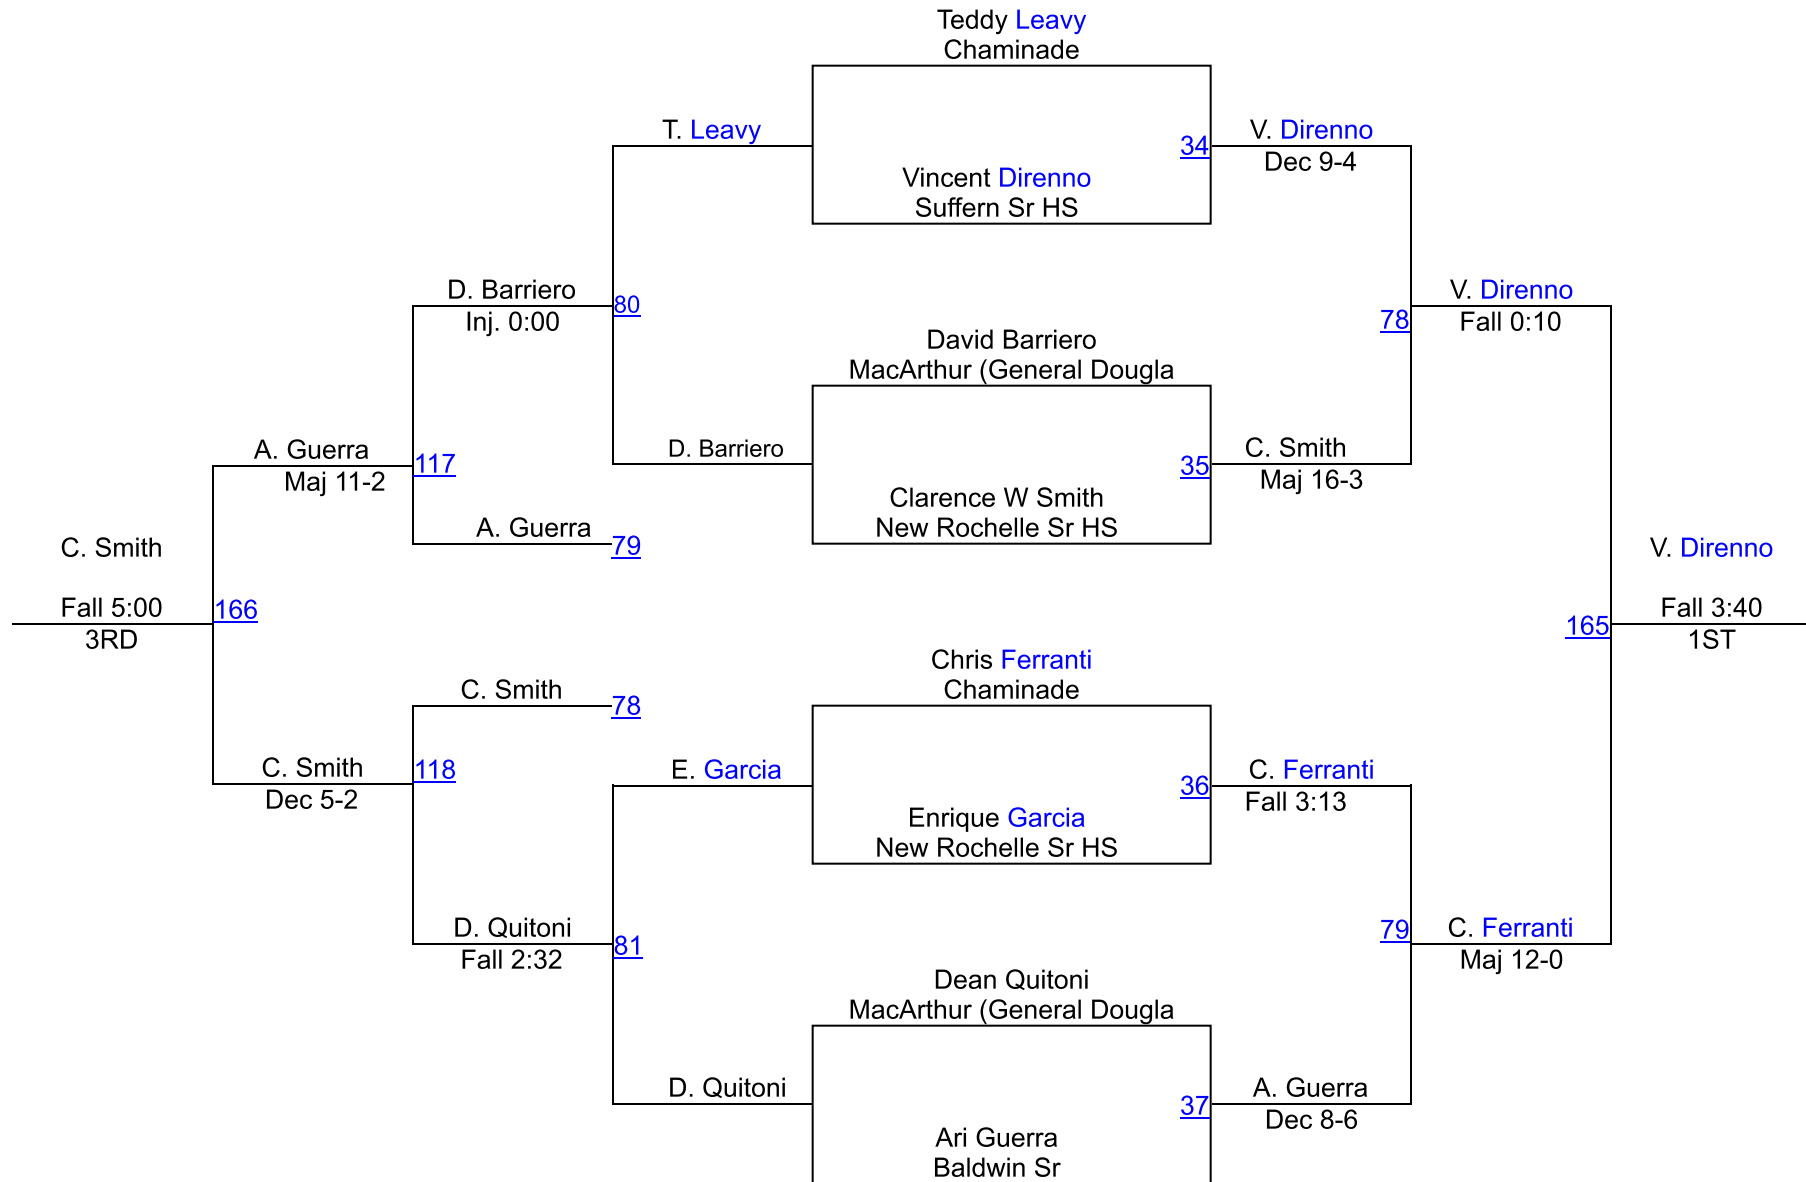 Teddy Leavy
Chaminade
T. Leavy
34
V. Direnno
Dec 9-4
Vincent Direnno
Suffern Sr HS
D. Barriero
Inj. 0:00
80
V. Direnno
Fall 0:10
78
David Barriero
MacArthur (General Dougla
A. Guerra
Maj 11-2
117
D. Barriero
35
C. Smith
Maj 16-3
Clarence W Smith
New Rochelle Sr HS
A. Guerra
79
C. Smith
Fall 5:00
3RD
166
V. Direnno
Fall 3:40
1ST
165
Chris Ferranti
Chaminade
C. Smith
78
C. Smith
Dec 5-2
118
E. Garcia
36
C. Ferranti
Fall 3:13
Enrique Garcia
New Rochelle Sr HS
D. Quitoni
Fall 2:32
81
79
C. Ferranti
Maj 12-0
Dean Quitoni
MacArthur (General Dougla
D. Quitoni
37
A. Guerra
Dec 8-6
Ari Guerra
Baldwin Sr